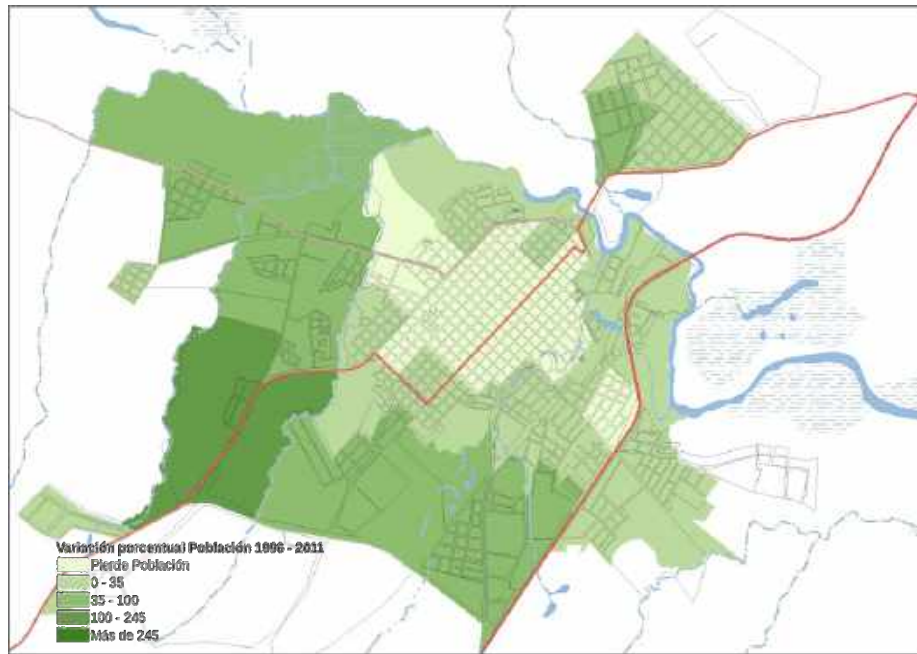 Variación porcentual Población 1996 - 2011
Pierde Población
0 - 35
35 - 100
100 - 245
Más de 245